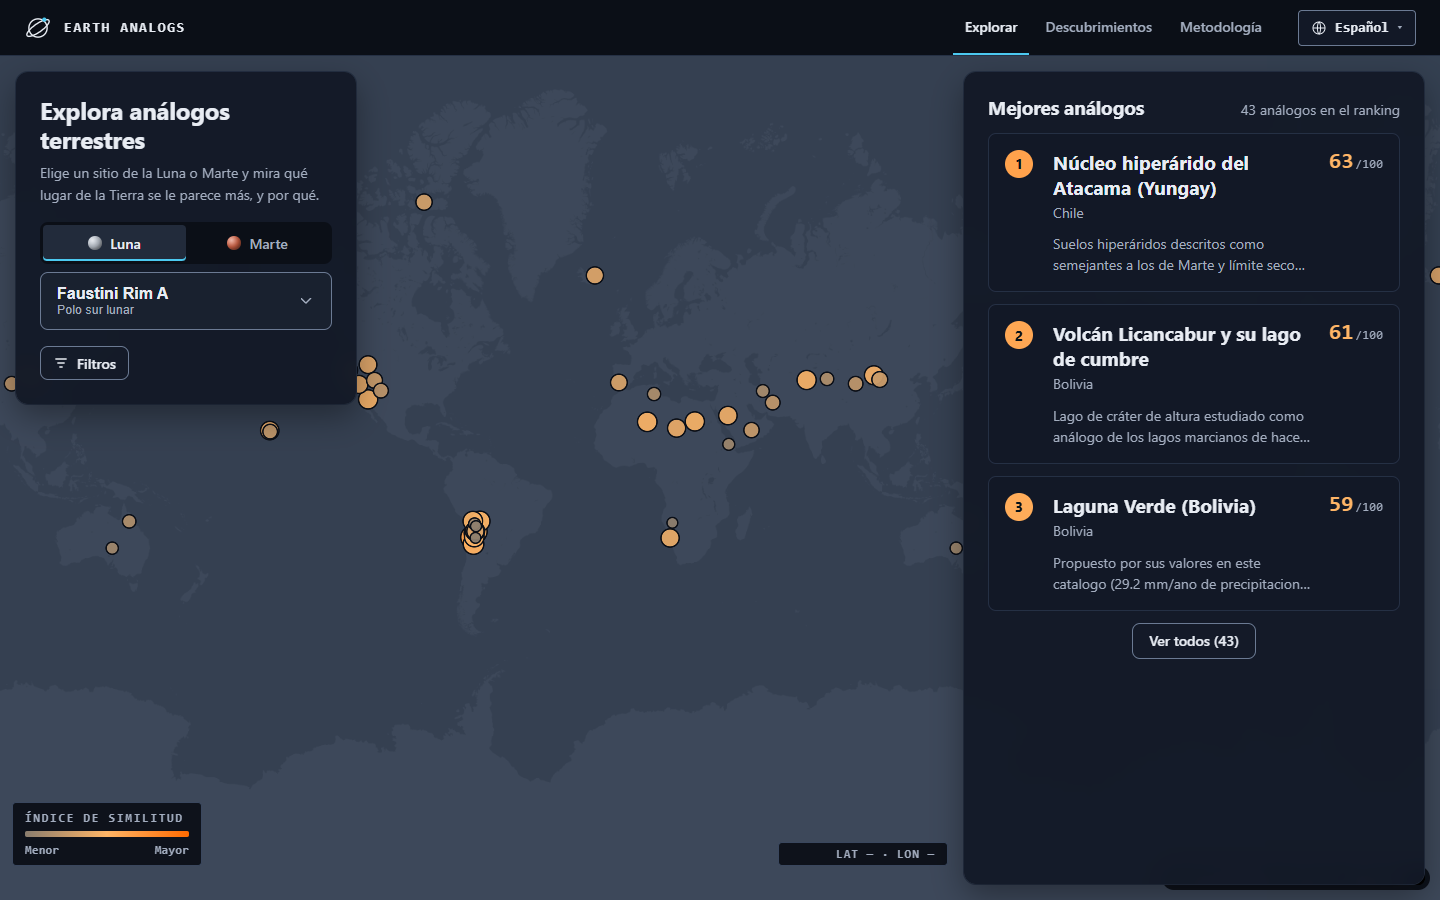 EARTH ANALOGS
Explorar
Descubrimientos
Metodología
Español
Explora análogos
terrestres
Elige un sitio de la Luna o Marte y mira qué
lugar de la Tierra se le parece más, y por qué.
Luna
Marte
Faustini Rim A
Polo sur lunar
Filtros
Mejores análogos
43 análogos en el ranking
1
Núcleo hiperárido del
Atacama (Yungay)
63/100
Chile
Suelos hiperáridos descritos como
semejantes a los de Marte y límite seco...
2
Volcán Licancabur y su lago
de cumbre
61/100
Bolivia
Lago de cráter de altura estudiado como
análogo de los lagos marcianos de hace...
3
Laguna Verde (Bolivia)
59/100
Bolivia
Propuesto por sus valores en este
catalogo (29.2 mm/ano de precipitacion...
Ver todos (43)
ÍNDICE DE SIMILITUD
Menor
Mayor
LAT — · LON —